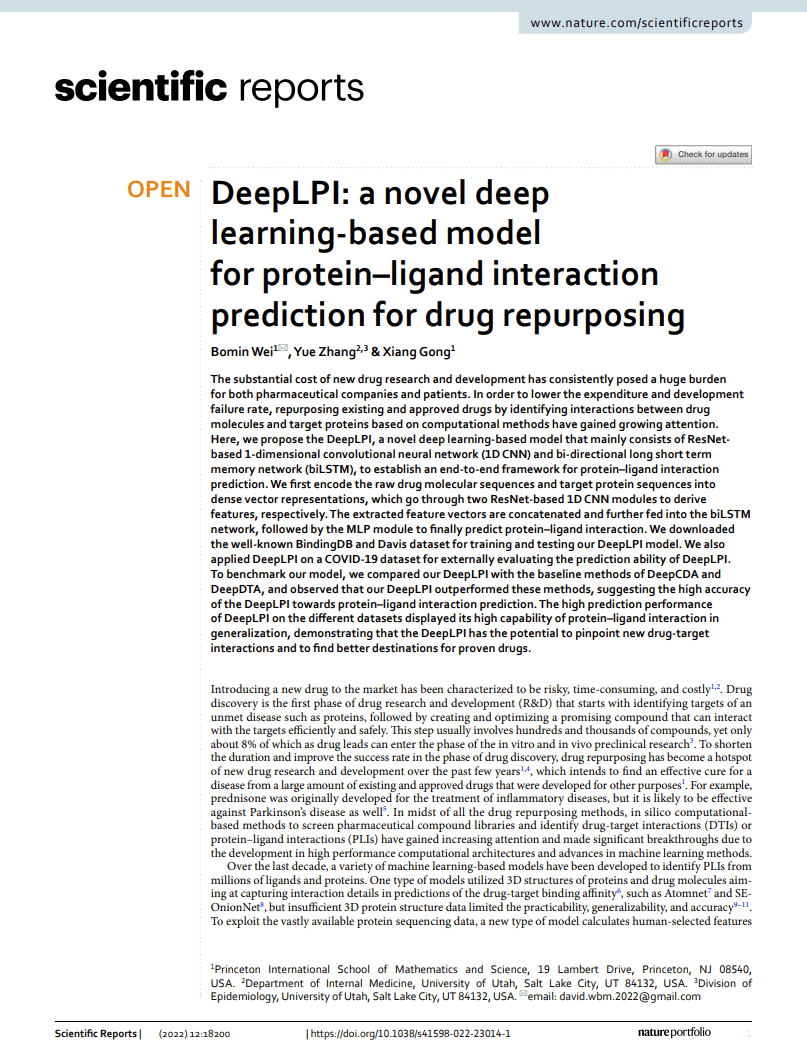 www.nature.com/scientificreports
scientific reports
Check for updates
OPEN
DeepLPI: a novel deep
learning-based model
for protein–ligand interaction
prediction for drug repurposing
Bomin Wei1✉, Yue Zhang2,3 & Xiang Gong1
The substantial cost of new drug research and development has consistently posed a huge burden
for both pharmaceutical companies and patients. In order to lower the expenditure and development
failure rate, repurposing existing and approved drugs by identifying interactions between drug
molecules and target proteins based on computational methods have gained growing attention.
Here, we propose the DeepLPI, a novel deep learning-based model that mainly consists of ResNet-
based 1-dimensional convolutional neural network (1D CNN) and bi-directional long short term
memory network (biLSTM), to establish an end-to-end framework for protein–ligand interaction
prediction. We first encode the raw drug molecular sequences and target protein sequences into
dense vector representations, which go through two ResNet-based 1D CNN modules to derive
features, respectively. The extracted feature vectors are concatenated and further fed into the biLSTM
network, followed by the MLP module to finally predict protein–ligand interaction. We downloaded
the well-known BindingDB and Davis dataset for training and testing our DeepLPI model. We also
applied DeepLPI on a COVID-19 dataset for externally evaluating the prediction ability of DeepLPI.
To benchmark our model, we compared our DeepLPI with the baseline methods of DeepCDA and
DeepDTA, and observed that our DeepLPI outperformed these methods, suggesting the high accuracy
of the DeepLPI towards protein–ligand interaction prediction. The high prediction performance
of DeepLPI on the different datasets displayed its high capability of protein–ligand interaction in
generalization, demonstrating that the DeepLPI has the potential to pinpoint new drug-target
interactions and to find better destinations for proven drugs.
Introducing a new drug to the market has been characterized to be risky, time-consuming, and costly1,2. Drug
discovery is the first phase of drug research and development (R&D) that starts with identifying targets of an
unmet disease such as proteins, followed by creating and optimizing a promising compound that can interact
with the targets efficiently and safely. This step usually involves hundreds and thousands of compounds, yet only
about 8% of which as drug leads can enter the phase of the in vitro and in vivo preclinical research3. To shorten
the duration and improve the success rate in the phase of drug discovery, drug repurposing has become a hotspot
of new drug research and development over the past few years1,4, which intends to find an effective cure for a
disease from a large amount of existing and approved drugs that were developed for other purposes1. For example,
prednisone was originally developed for the treatment of inflammatory diseases, but it is likely to be effective
against Parkinson's disease as well5. In midst of all the drug repurposing methods, in silico computational-
based methods to screen pharmaceutical compound libraries and identify drug-target interactions (DTIs) or
protein–ligand interactions (PLIs) have gained increasing attention and made significant breakthroughs due to
the development in high performance computational architectures and advances in machine learning methods.
Over the last decade, a variety of machine learning-based models have been developed to identify PLIs from
millions of ligands and proteins. One type of models utilized 3D structures of proteins and drug molecules aim-
ing at capturing interaction details in predictions of the drug-target binding affinity6, such as Atomnet7 and SE-
OnionNet8, but insufficient 3D protein structure data limited the practicability, generalizability, and accuracy9–11.
To exploit the vastly available protein sequencing data, a new type of model calculates human-selected features
1Princeton International School of Mathematics and Science, 19 Lambert Drive, Princeton, NJ 08540,
USA. 2Department of Internal Medicine, University of Utah, Salt Lake City, UT 84132, USA. 3Division of
Epidemiology, University of Utah, Salt Lake City, UT 84132, USA. ✉email: david.wbm.2022@gmail.com
Scientific Reports | (2022) 12:18200 | https://doi.org/10.1038/s41598-022-23014-1 natureportfolio 1